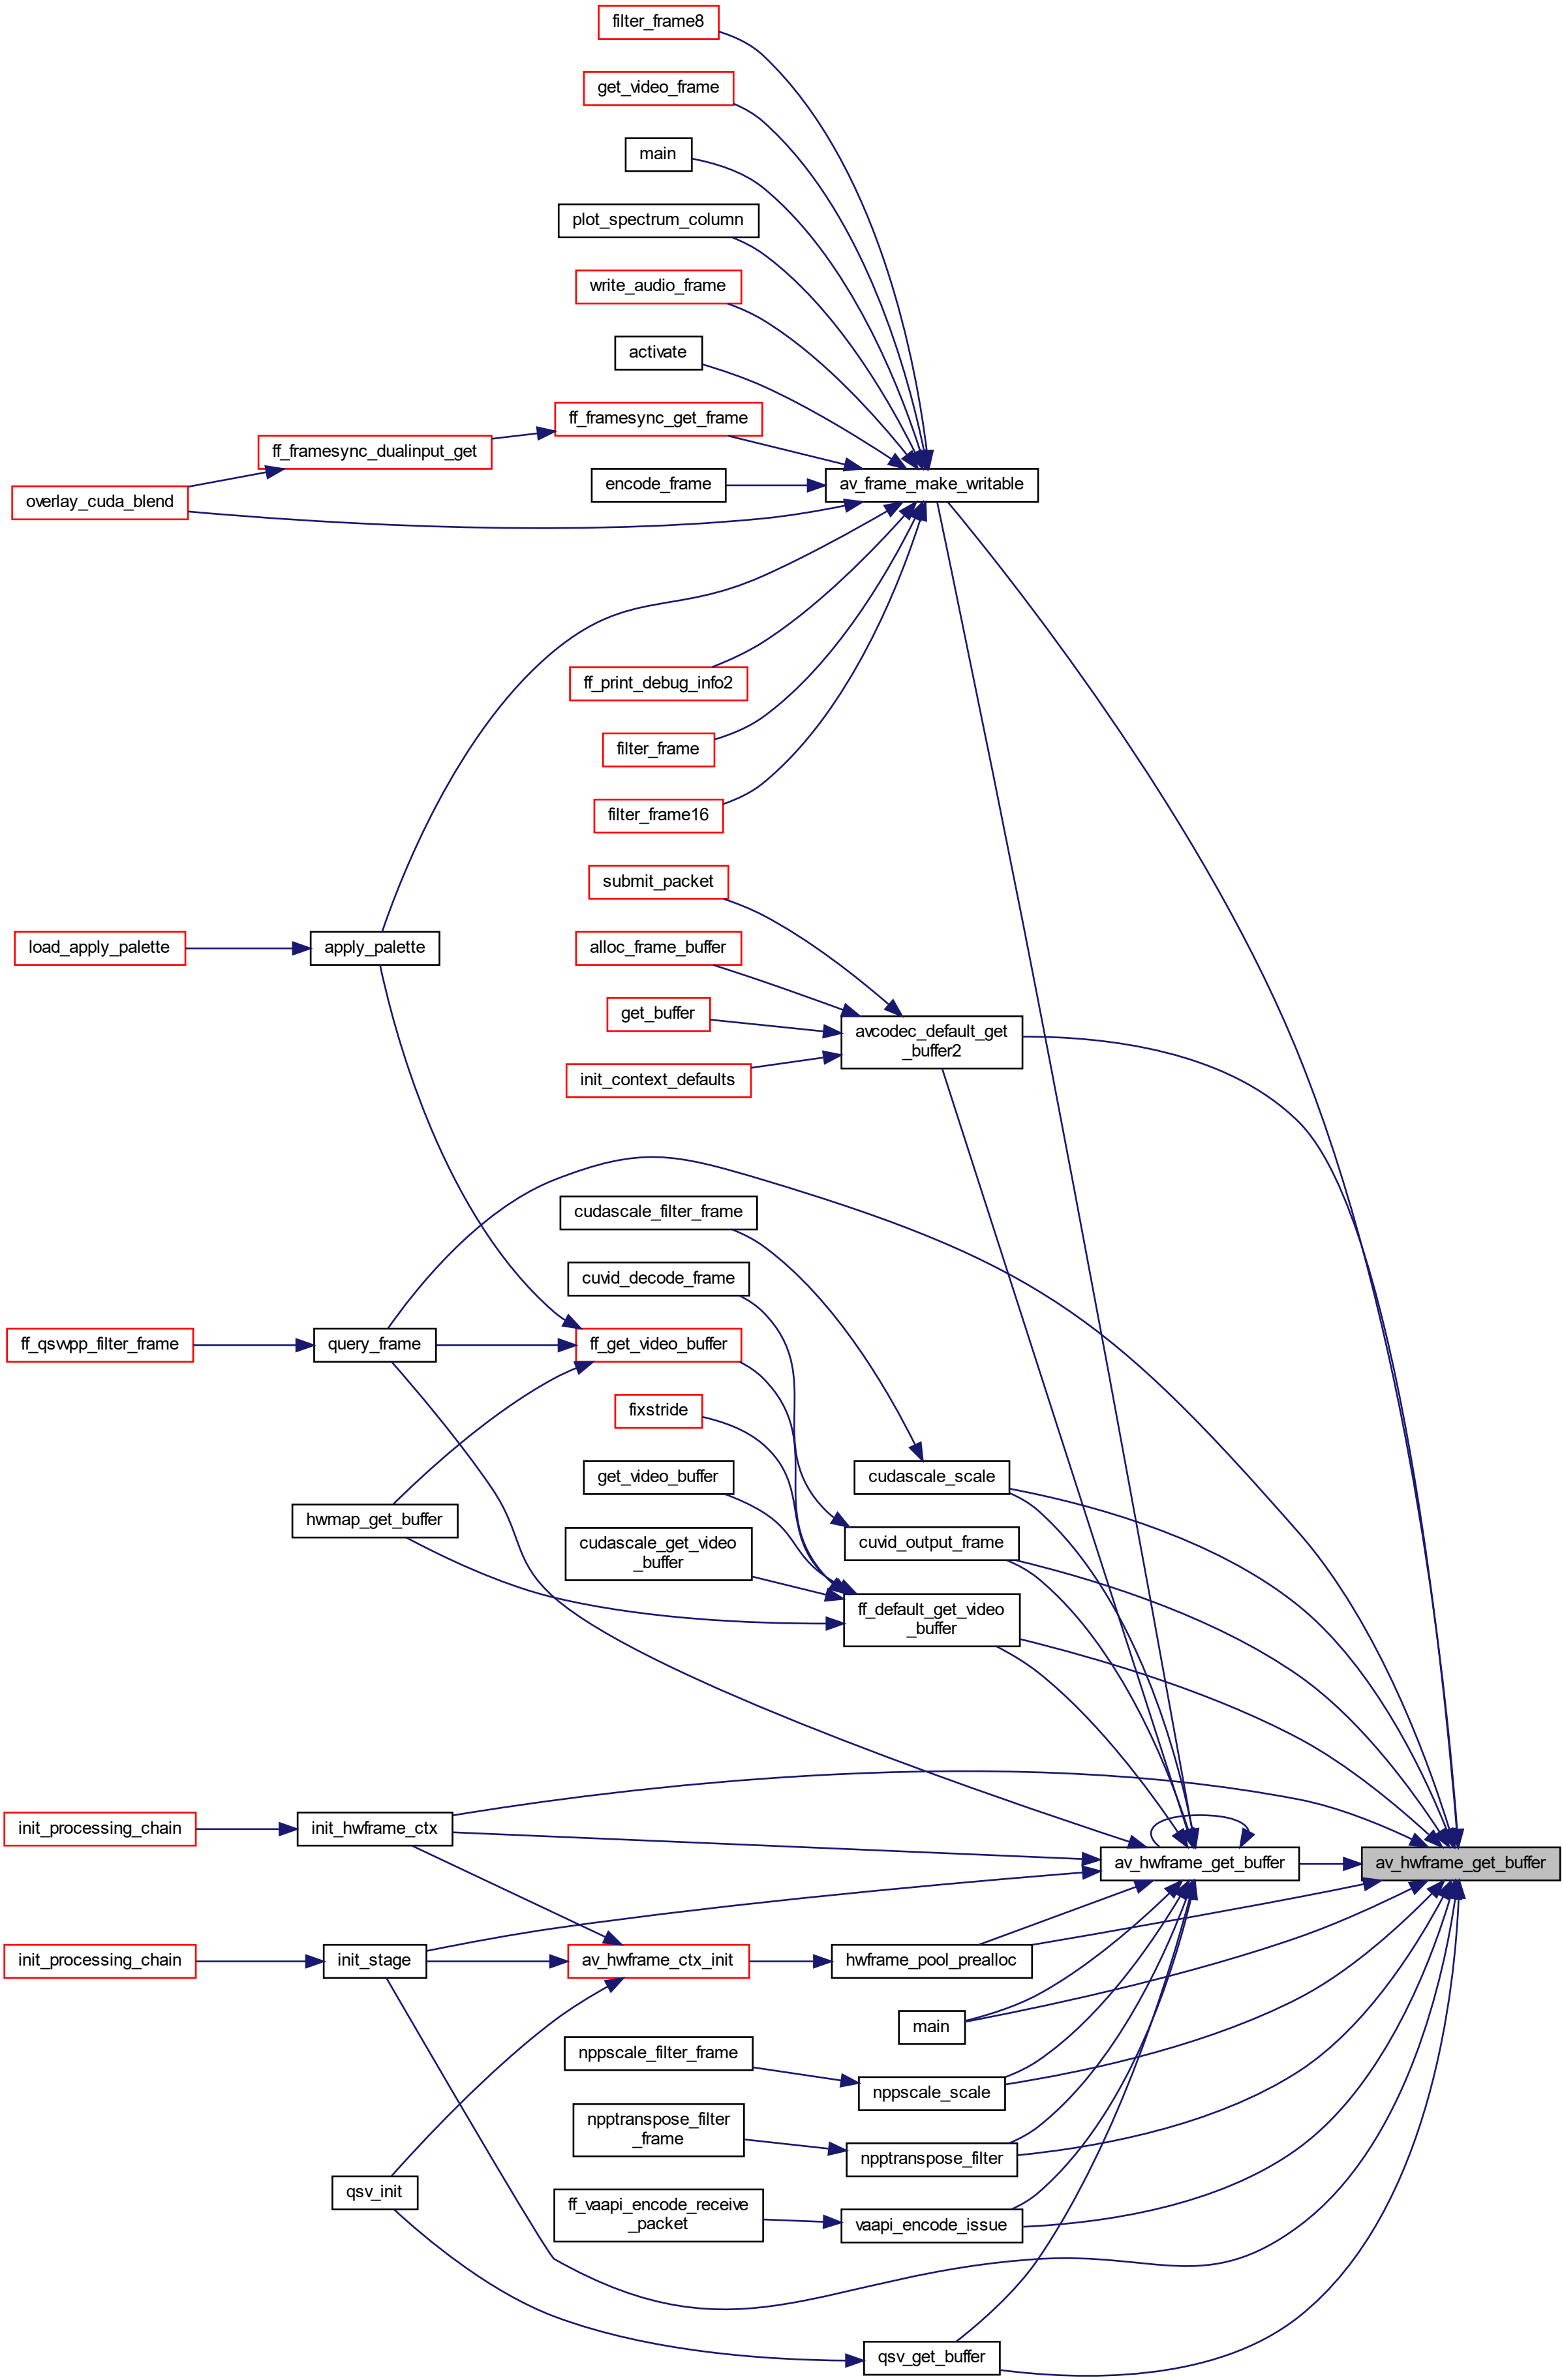 filter_frame8
get_video_frame
main
plot_spectrum_column
write_audio_frame
activate
ff_framesync_get_frame
ff_framesync_dualinput_get
overlay_cuda_blend
encode_frame
av_frame_make_writable
ff_print_debug_info2
filter_frame
filter_frame16
submit_packet
load_apply_palette
apply_palette
alloc_frame_buffer
get_buffer
avcodec_default_get
_buffer2
init_context_defaults
cudascale_filter_frame
cuvid_decode_frame
ff_qsvvpp_filter_frame
query_frame
ff_get_video_buffer
fixstride
get_video_buffer
cudascale_scale
hwmap_get_buffer
cudascale_get_video
_buffer
cuvid_output_frame
ff_default_get_video
_buffer
init_processing_chain
init_hwframe_ctx
av_hwframe_get_buffer
av_hwframe_get_buffer
init_processing_chain
init_stage
av_hwframe_ctx_init
hwframe_pool_prealloc
main
nppscale_filter_frame
nppscale_scale
npptranspose_filter
_frame
npptranspose_filter
qsv_init
ff_vaapi_encode_receive
_packet
vaapi_encode_issue
qsv_get_buffer